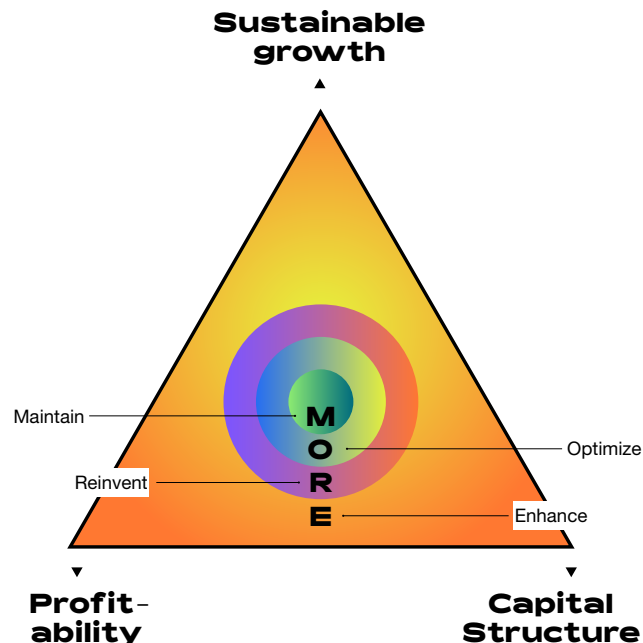 Sustainable
growth
Maintain
M
O
Optimize
Reinvent
R
E
Enhance
Profit-
ability
Capital
Structure